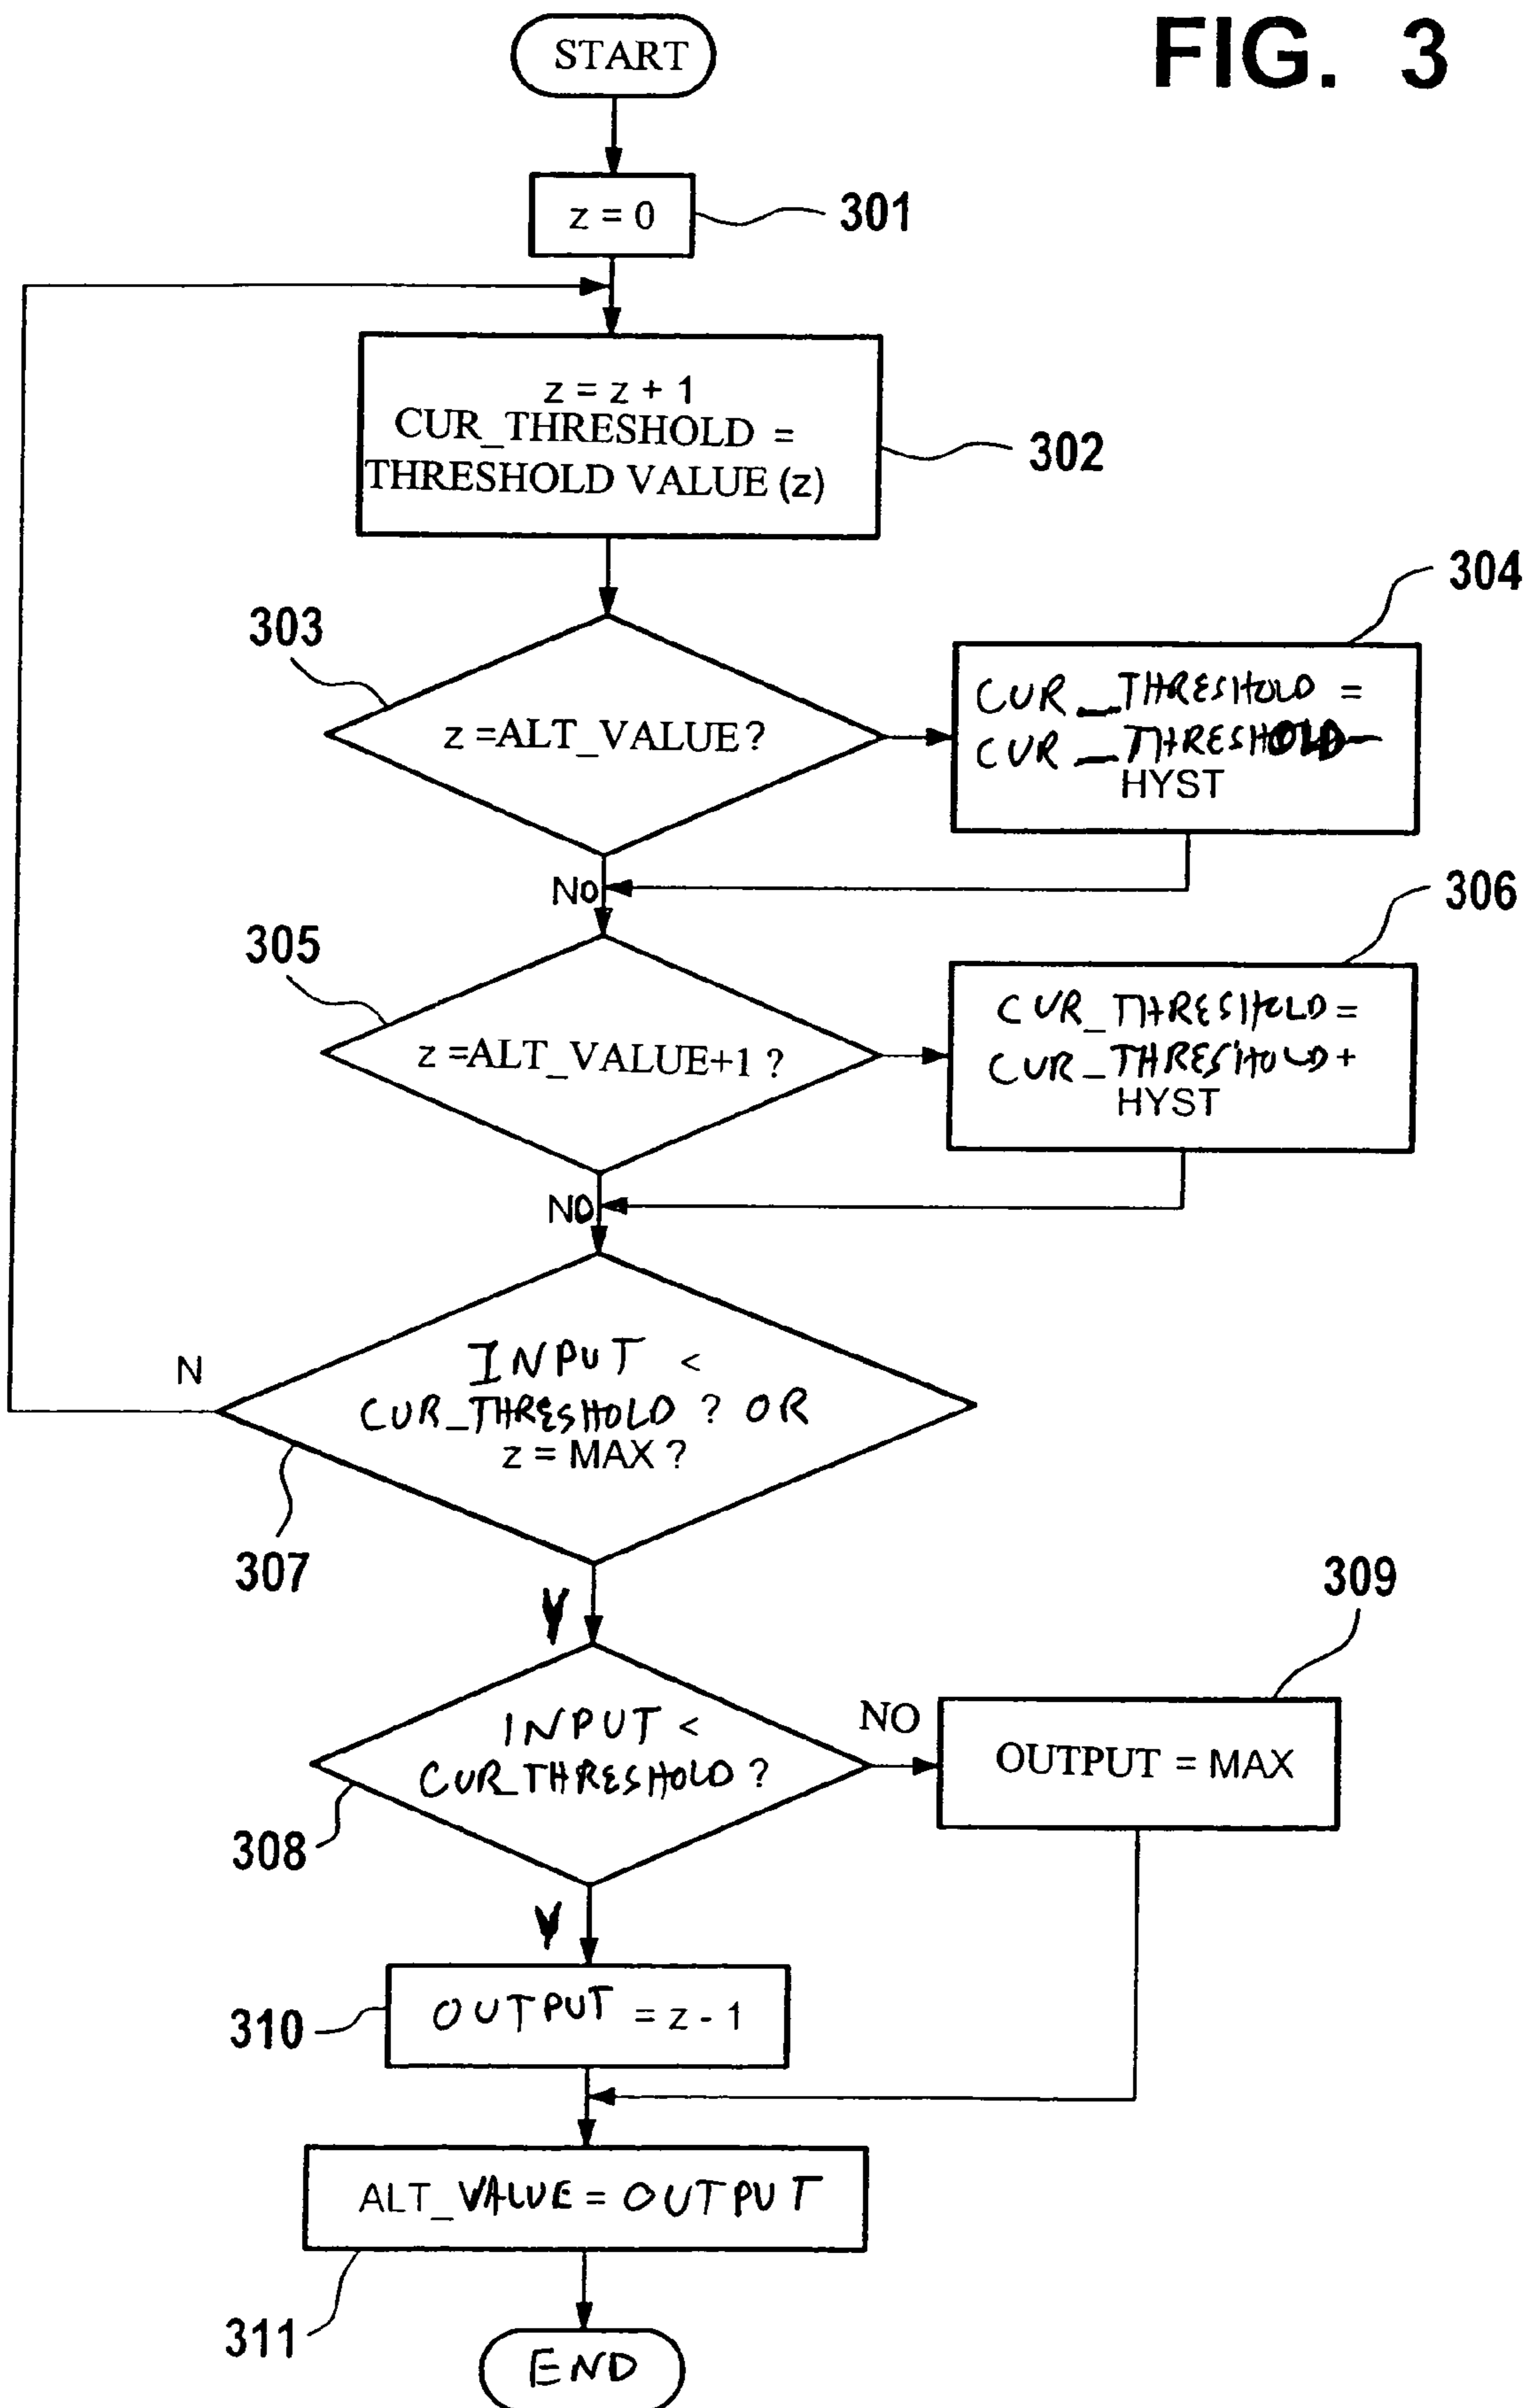 FIG. 3
START
z = 0
301
z = z + 1
CUR_THRESHOLD =
THRESHOLD VALUE (z)
302
303
z =ALT_VALUE?
304
CUR_THRESHOLD =
CUR_THRESHOLD-
HYST
NO
305
z =ALT_VALUE+1 ?
306
CUR_THRESHOLD =
CUR_THRESHOLD+
HYST
NO
N
INPUT <
CUR_THRESHOLD ? OR
z = MAX ?
307
Y
309
INPUT <
CUR_THRESHOLD ?
NO
OUTPUT = MAX
308
Y
OUTPUT = z - 1
310
ALT_VALUE = OUTPUT
311
END